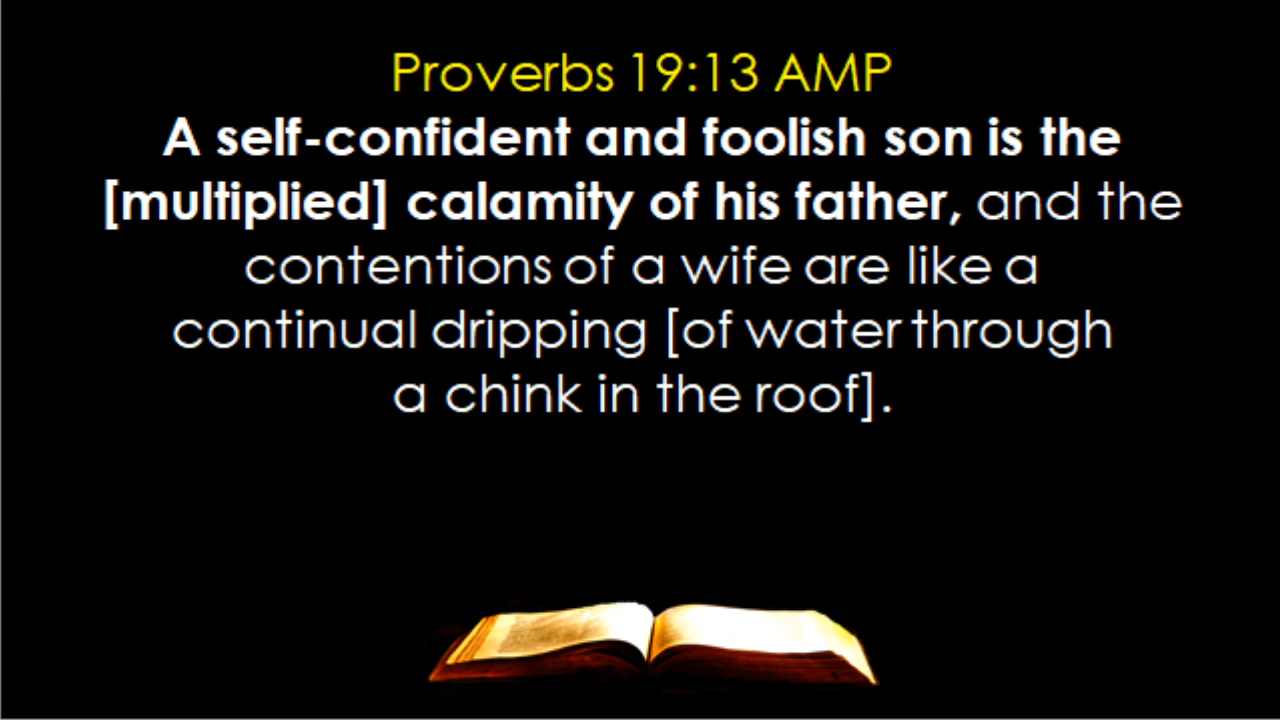 Proverbs 19:13 AMP
A self-confident and foolish son is the
[multiplied] calamity of his father, and the
contentions of a wife are like a
continual dripping [of water through
a chink in the roof].